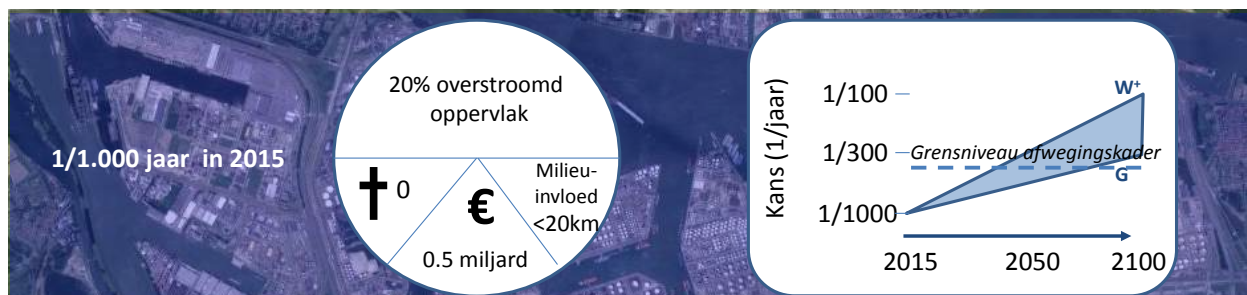 1/1.000 jaar in 2015
20% overstroomd
oppervlak
0
€
0.5 miljard
Milieu-
invloed
<20km
Kans (1/jaar)
1/100
1/300
1/1000
W+
Grensniveau afwegingskader
G
2015
2050
2100